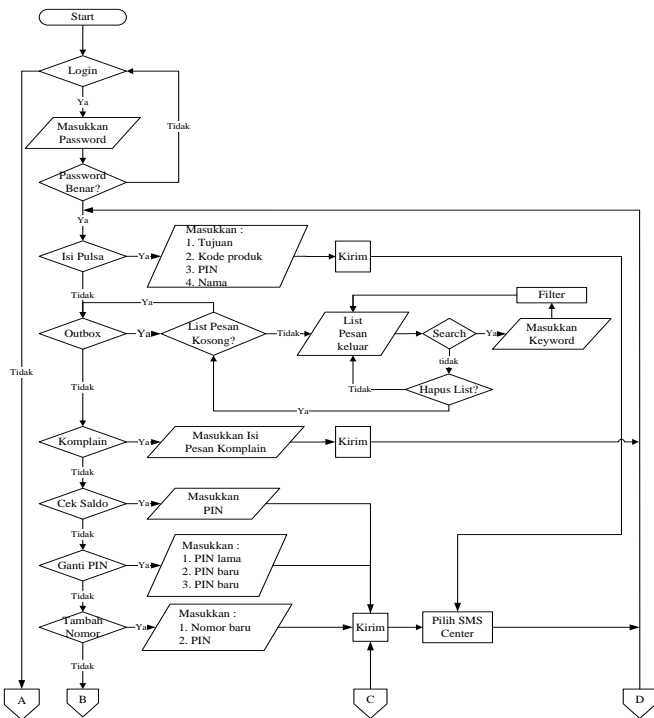 Start
Login
Ya
Tidak
Masukkan
Password
Password
Benar?
Ya
Isi Pulsa
Ya
Masukkan :
1. Tujuan
2. Kode produk
3. PIN
4. Nama
Kirim
Tidak
Ya
Outbox
Ya
List Pesan
Kosong?
Tidak
List
Pesan
keluar
Search
Ya
Masukkan
Keyword
Filter
tidak
Hapus List?
Tidak
Ya
Tidak
Tidak
Komplain
Ya
Masukkan Isi
Pesan Komplain
Kirim
Tidak
Cek Saldo
Ya
Masukkan
PIN
Tidak
Ganti PIN
Ya
Masukkan :
1. PIN lama
2. PIN baru
3. PIN baru
Tidak
Tambah
Nomor
Ya
Masukkan :
1. Nomor baru
2. PIN
Kirim
Pilih SMS
Center
Tidak
A
B
C
D